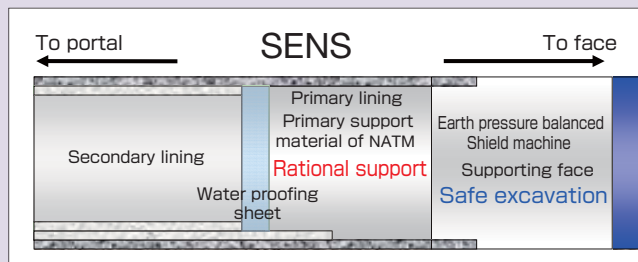 To portal
SENS
To face
Secondary lining
Water proofing
sheet
Primary lining
Primary support
material of NATM
Rational support
Earth pressure balanced
Shield machine
Supporting face
Safe excavation